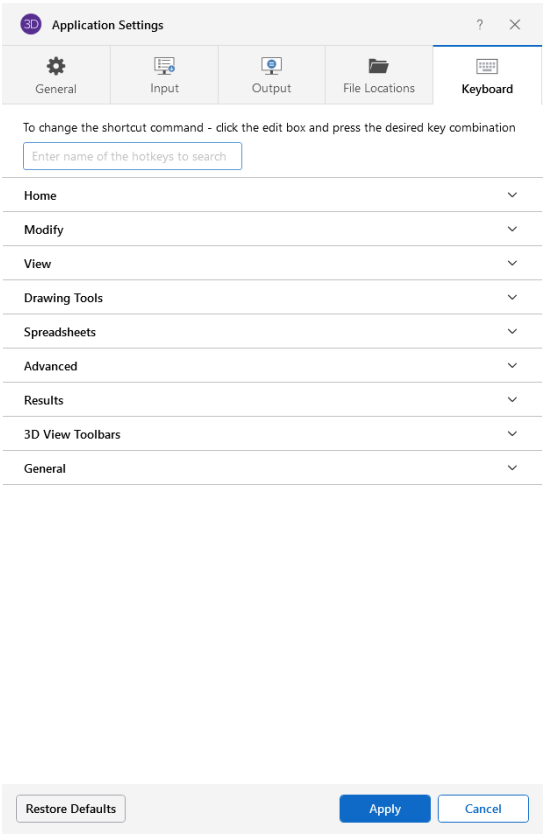 3D Application Settings ?
General Input Output File Locations Keyboard
To change the shortcut command - click the edit box and press the desired key combination
Enter name of the hotkeys to search
Home
Modify
View
Drawing Tools
Spreadsheets
Advanced
Results
3D View Toolbars
General
Restore Defaults Apply Cancel